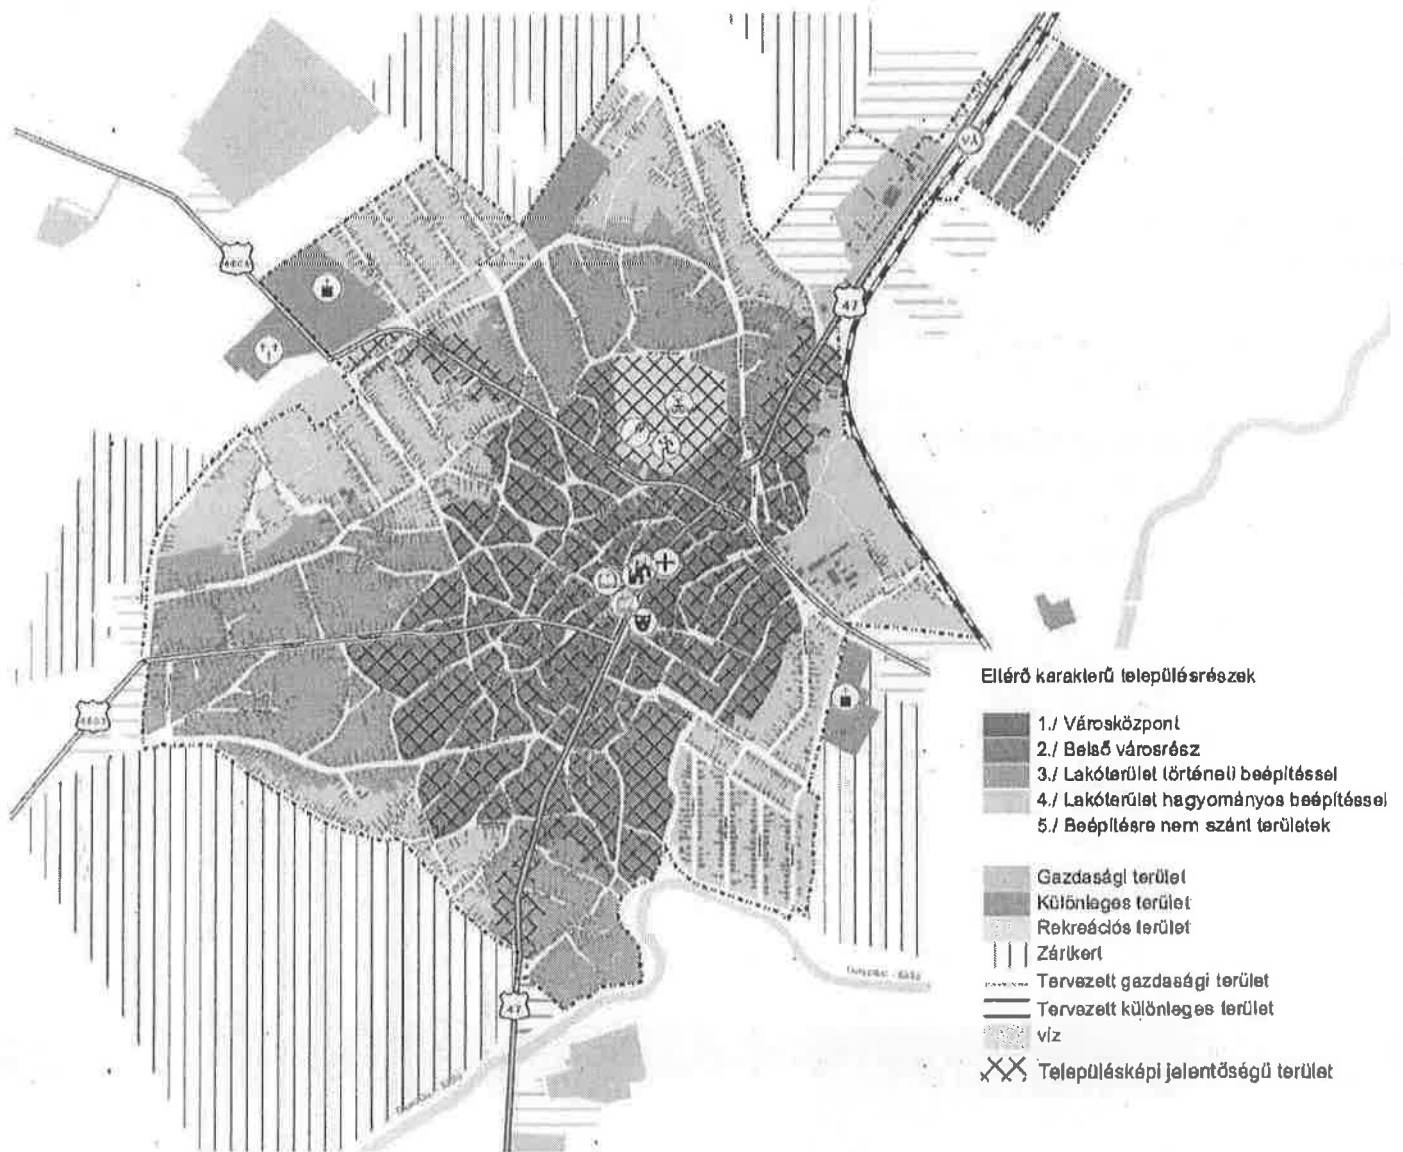 47
VÁ
47
Eltérő karakterű településrészek
1./ Városközpont
2./ Belső városrész
3./ Lakóterület történeti beépítéssel
4./ Lakóterület hagyományos beépítéssel
5./ Beépítésre nem szánt területek
Gazdasági terület
Különleges terület
Rekreációs terület
Zártkert
Tervezett gazdasági terület
Tervezett különleges terület
víz
Településképi jelentőségű terület